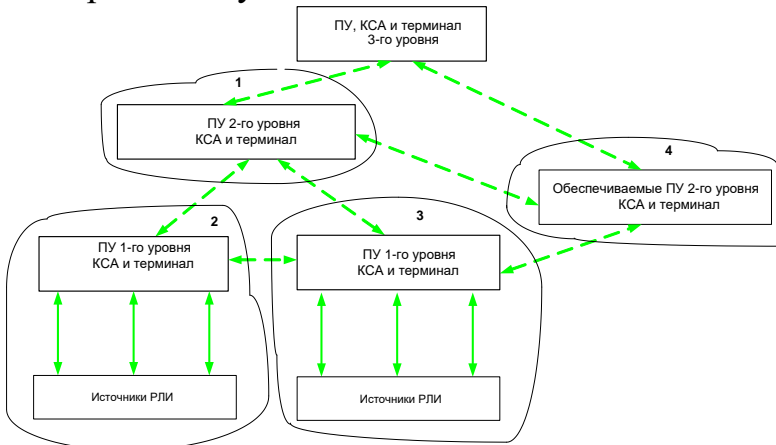 ПУ, КСА и терминал
3-го уровня
1
ПУ 2-го уровня
КСА и терминал
4
Обеспечиваемые ПУ 2-го уровня
КСА и терминал
2
ПУ 1-го уровня
КСА и терминал
3
ПУ 1-го уровня
КСА и терминал
Источники РЛИ
Источники РЛИ